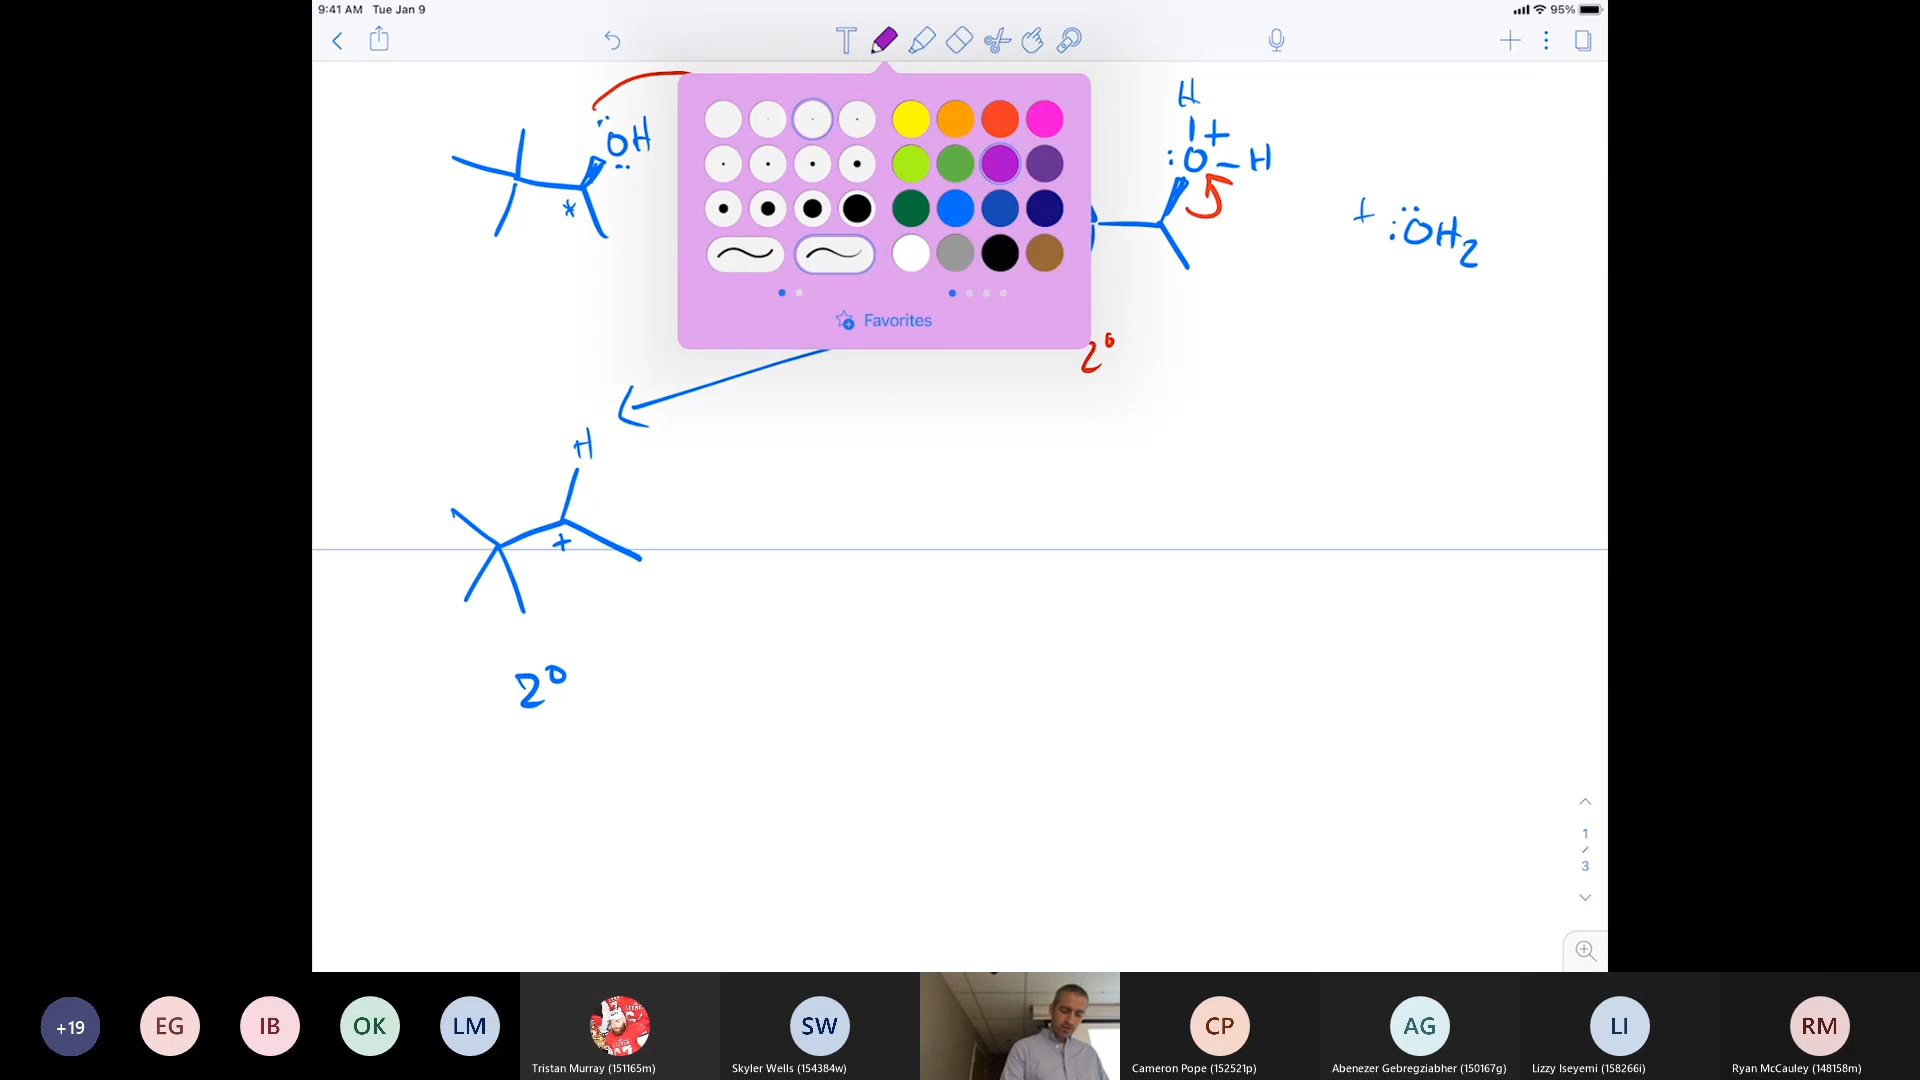 9:41 AM Tue Jan 9
95%
T
H
:ÖH
+
:O-H
*
+ :ÖH2
Favorites
2°
H
+
2°
1
/
3
+19
EG
IB
OK
LM
SW
CP
AG
LI
RM
Tristan Murray (151165m)
Skyler Wells (154384w)
Cameron Pope (152521p)
Abenezer Gebregziabher (150167g)
Lizzy Iseyemi (158266i)
Ryan McCauley (148158m)